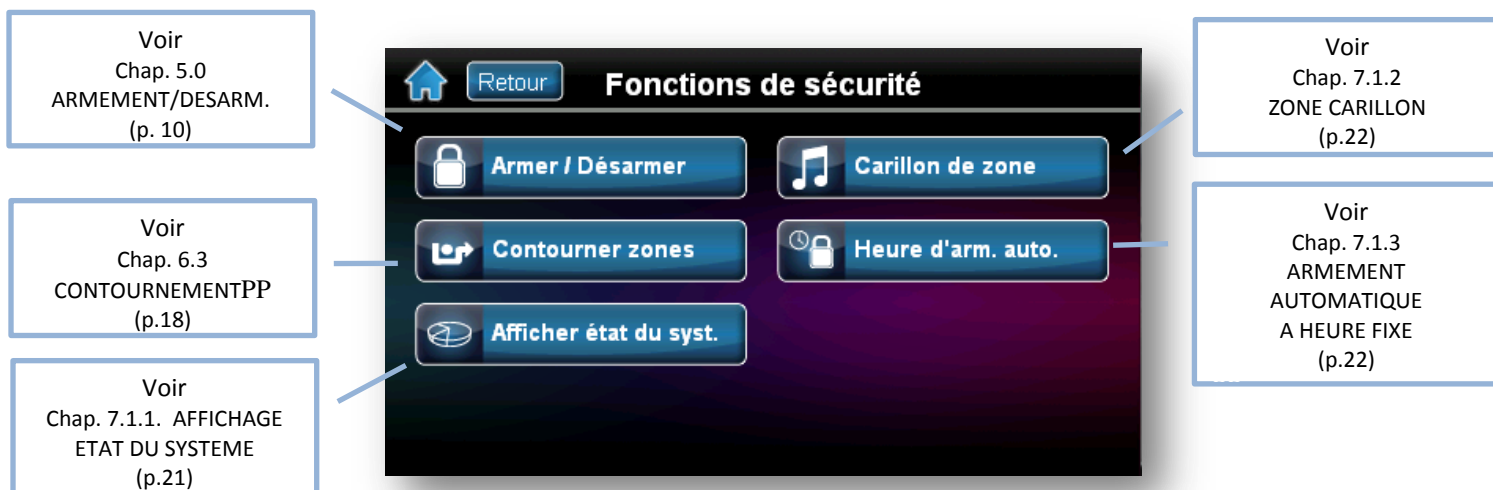 Voir
Chap. 5.0
ARMEMENT/DESARM.
(p. 10)
Voir
Chap. 6.3
CONTOURNEMENTPP
(p.18)
Voir
Chap. 7.1.1. AFFICHAGE
ETAT DU SYSTEME
(p.21)
Retour
Fonctions de sécurité
Armer / Désarmer
Carillon de zone
Contourner zones
Heure d'arm. auto.
Afficher état du syst.
Voir
Chap. 7.1.2
ZONE CARILLON
(p.22)
Voir
Chap. 7.1.3
ARMEMENT
AUTOMATIQUE
A HEURE FIXE
(p.22)